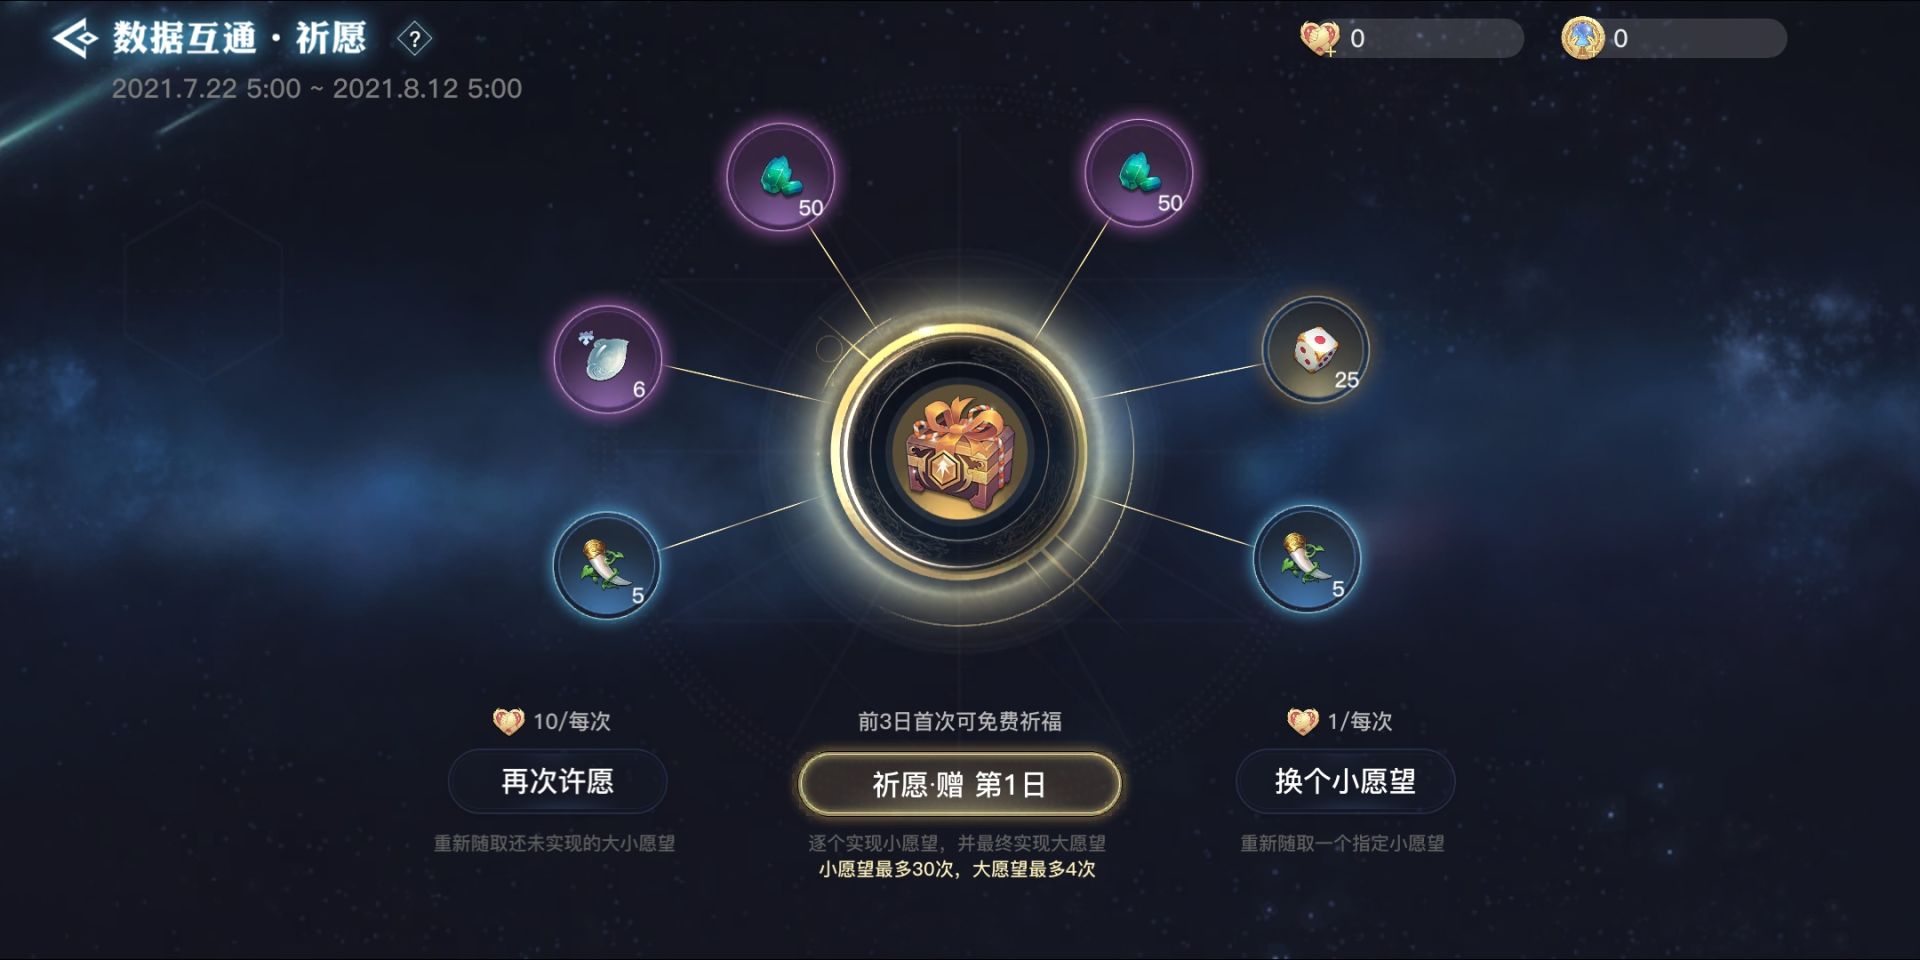 数据互通·祈愿 ?
2021.7.22 5:00 ~ 2021.8.12 5:00
0
0
50
50
6
25
5
5
10/每次
前3日首次可免费祈福
1/每次
再次许愿
祈愿·赠 第1日
换个小愿望
重新随取还未实现的大小愿望
逐个实现小愿望，并最终实现大愿望
重新随取一个指定小愿望
小愿望最多30次，大愿望最多4次